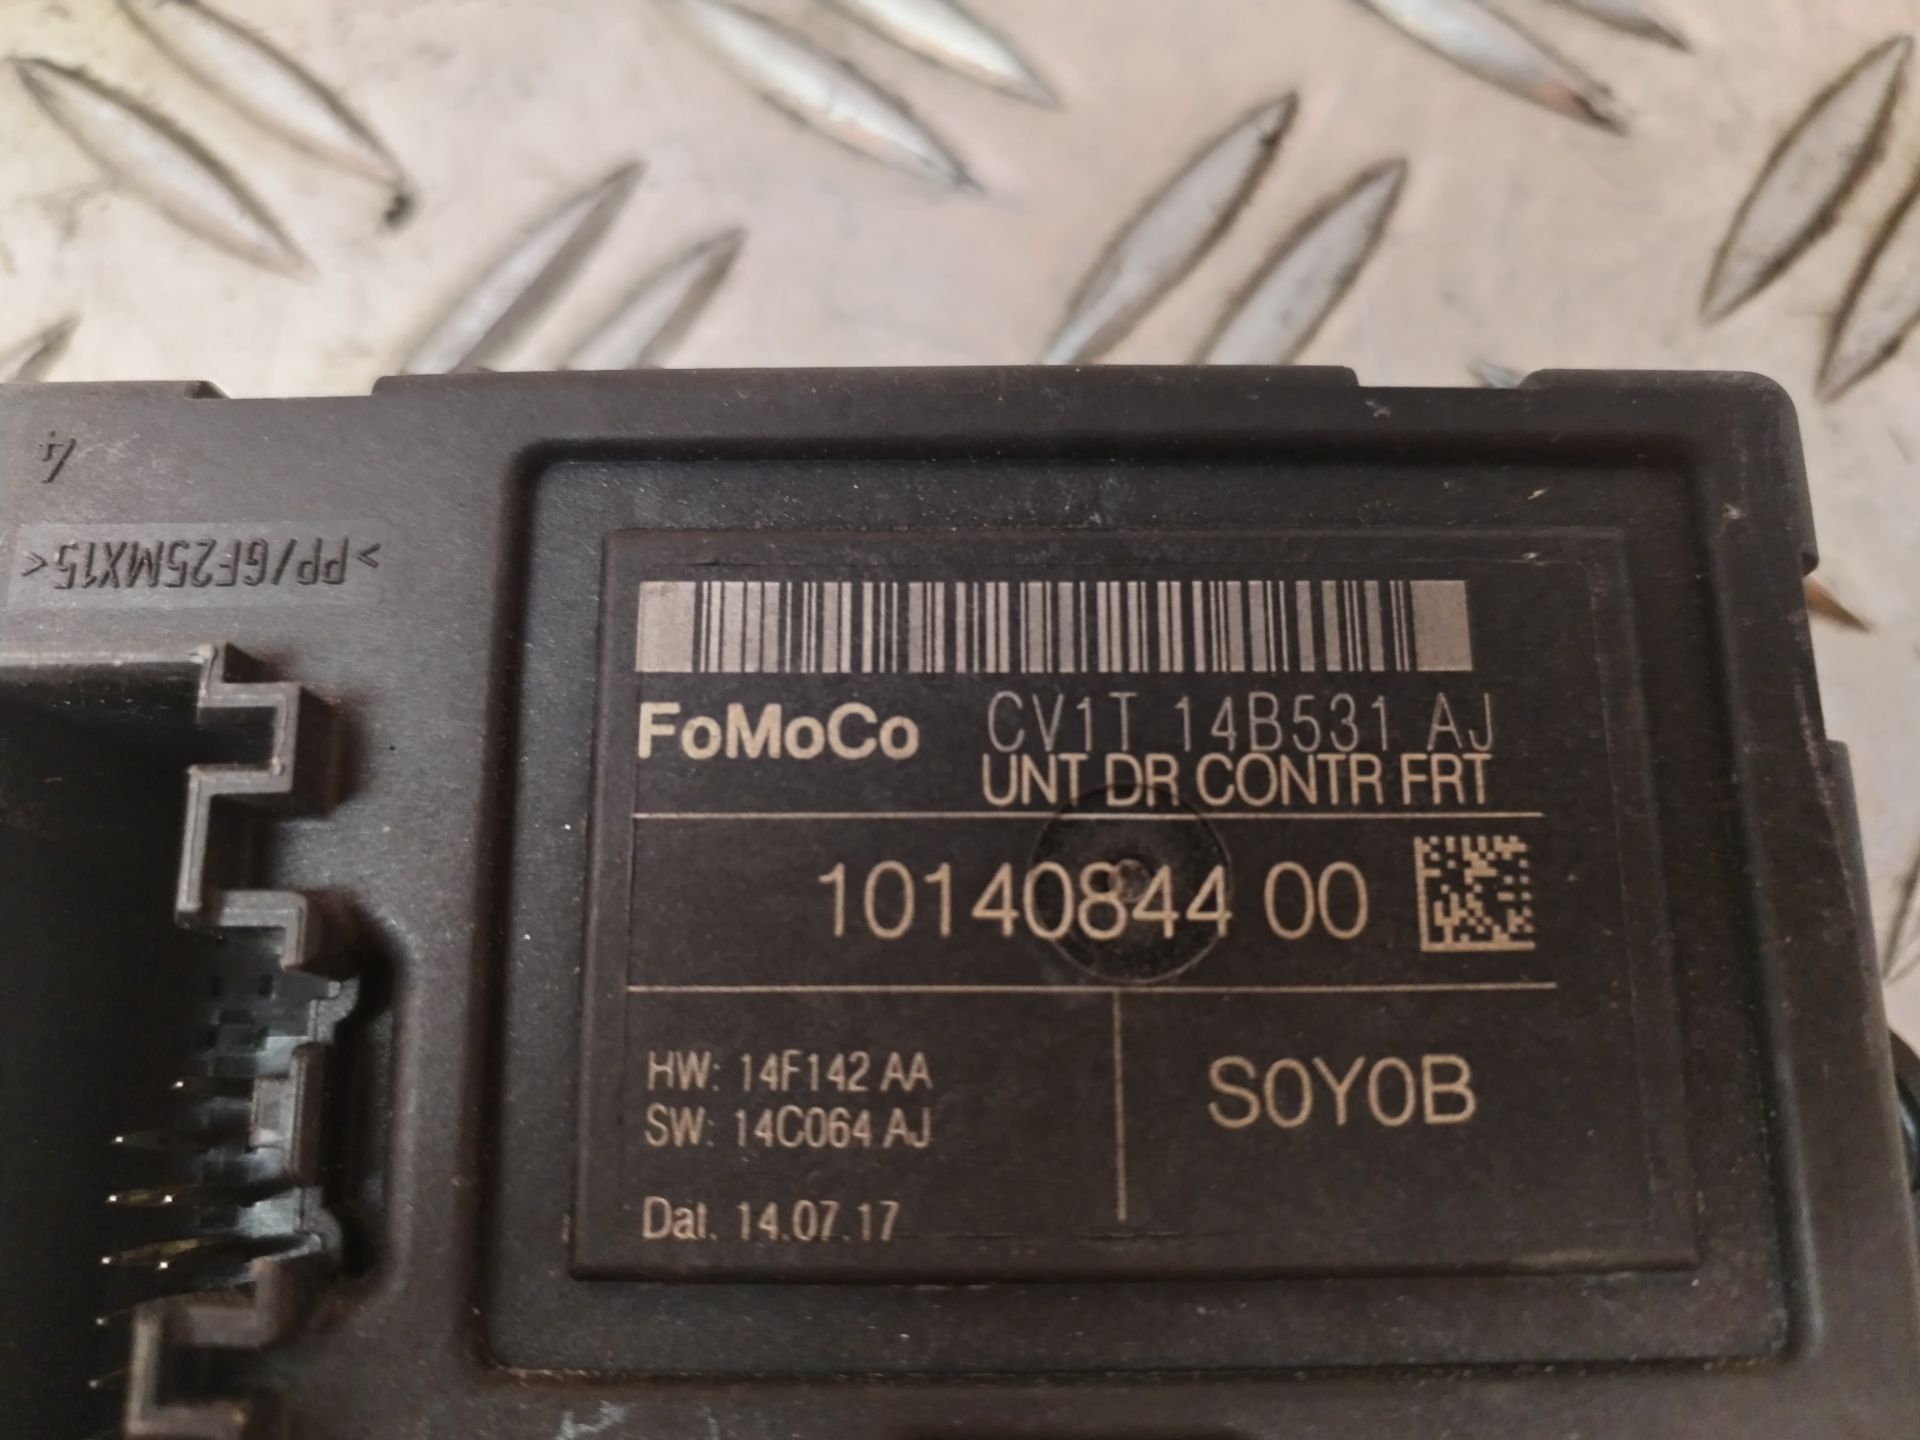 4
>PP/GF25MX15<
FoMoCo CV1T 14B531 AJ
UNT DR CONTR FRT
10140844 00
HW: 14F142 AA
SW: 14C064 AJ
S0Y0B
Dat. 14.07.17